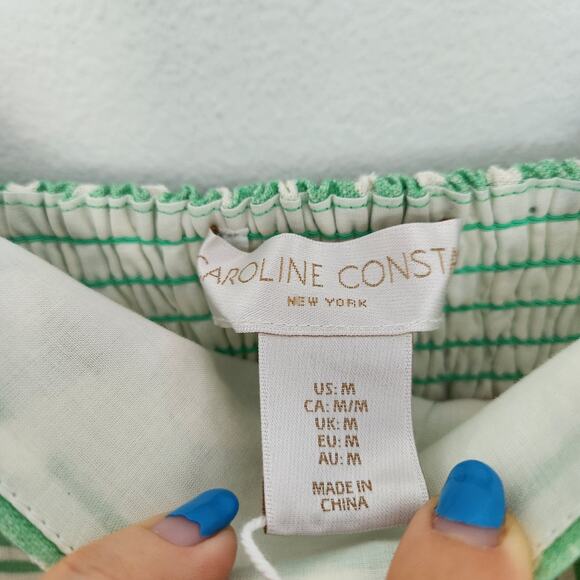 CAROLINE CONST
NEW YORK
US: M
CA: M/M
UK: M
EU: M
AU: M
MADE IN
CHINA